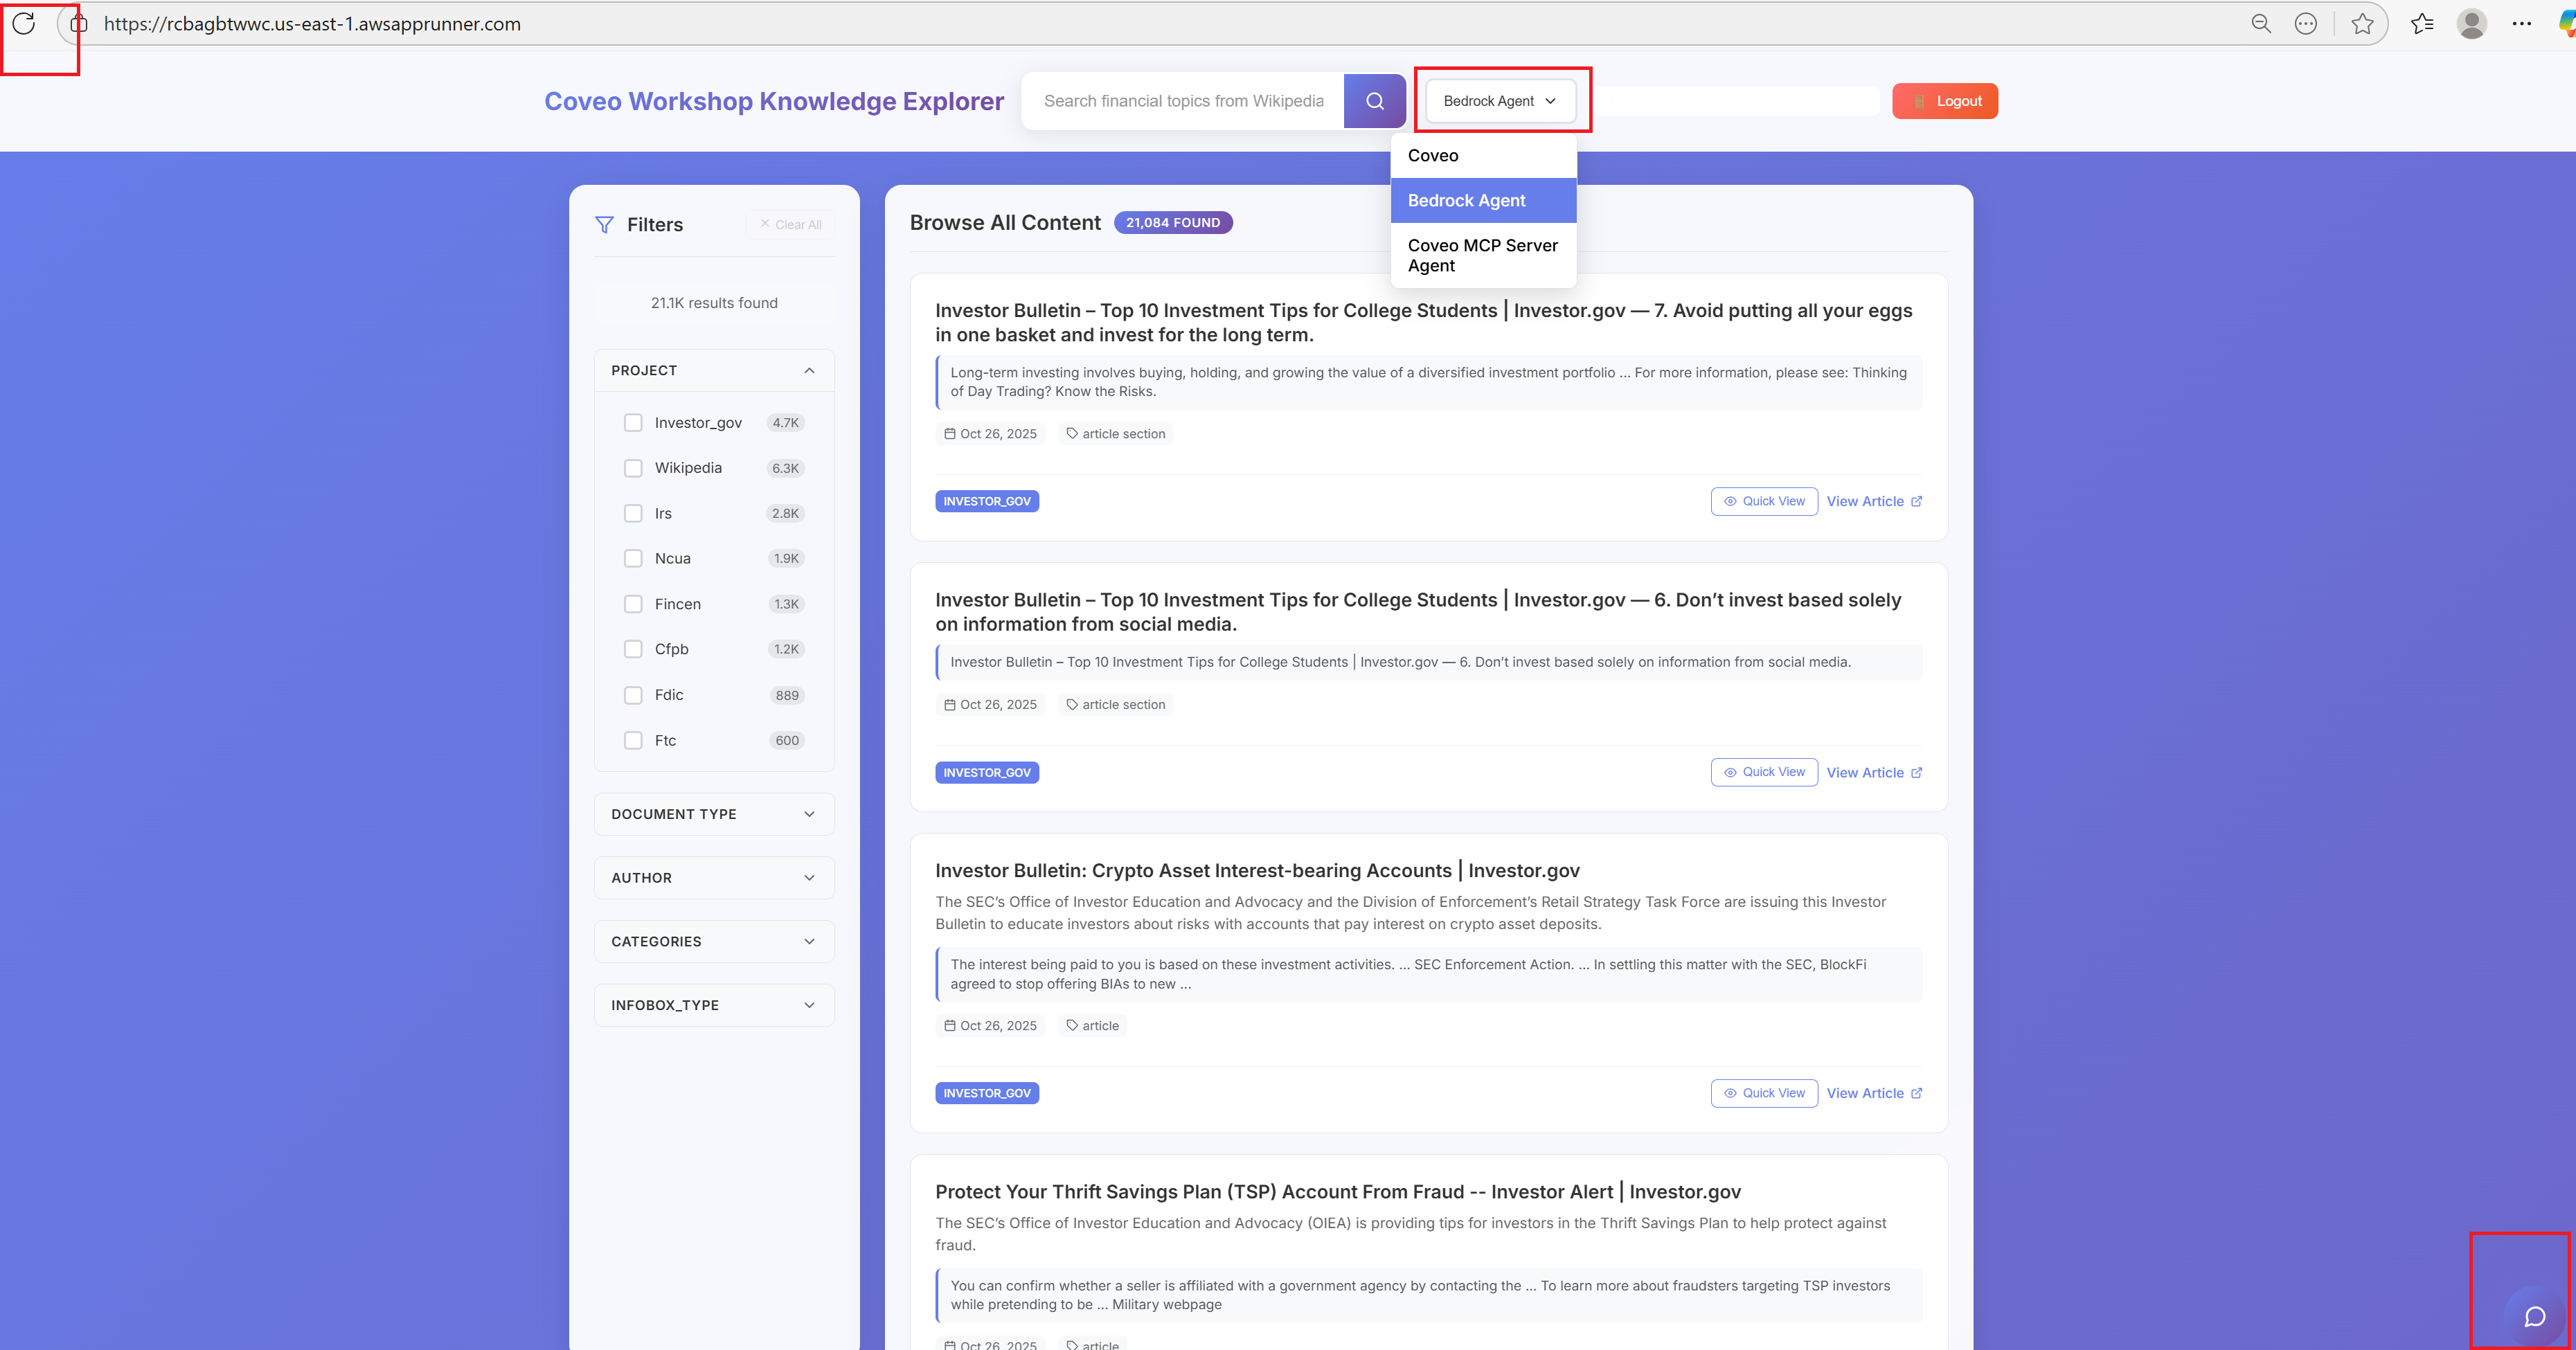 https://rcbagbtwwc.us-east-1.awsapprunner.com
Coveo Workshop Knowledge Explorer
Search financial topics from Wikipedia
Bedrock Agent
Logout
Coveo
Bedrock Agent
Coveo MCP Server
Agent
Filters
Clear All
21.1K results found
PROJECT
Investor_gov 4.7K
Wikipedia 6.3K
Irs 2.8K
Ncua 1.9K
Fincen 1.3K
Cfpb 1.2K
Fdic 889
Ftc 600
DOCUMENT TYPE
AUTHOR
CATEGORIES
INFOBOX_TYPE
Browse All Content 21,084 FOUND
Investor Bulletin – Top 10 Investment Tips for College Students | Investor.gov — 7. Avoid putting all your eggs
in one basket and invest for the long term.
Long-term investing involves buying, holding, and growing the value of a diversified investment portfolio ... For more information, please see: Thinking
of Day Trading? Know the Risks.
Oct 26, 2025 article section
INVESTOR_GOV Quick View View Article
Investor Bulletin – Top 10 Investment Tips for College Students | Investor.gov — 6. Don’t invest based solely
on information from social media.
Investor Bulletin – Top 10 Investment Tips for College Students | Investor.gov — 6. Don’t invest based solely on information from social media.
Oct 26, 2025 article section
INVESTOR_GOV Quick View View Article
Investor Bulletin: Crypto Asset Interest-bearing Accounts | Investor.gov
The SEC’s Office of Investor Education and Advocacy and the Division of Enforcement’s Retail Strategy Task Force are issuing this Investor
Bulletin to educate investors about risks with accounts that pay interest on crypto asset deposits.
The interest being paid to you is based on these investment activities. ... SEC Enforcement Action. ... In settling this matter with the SEC, BlockFi
agreed to stop offering BIAs to new ...
Oct 26, 2025 article
INVESTOR_GOV Quick View View Article
Protect Your Thrift Savings Plan (TSP) Account From Fraud -- Investor Alert | Investor.gov
The SEC’s Office of Investor Education and Advocacy (OIEA) is providing tips for investors in the Thrift Savings Plan to help protect against
fraud.
You can confirm whether a seller is affiliated with a government agency by contacting the ... To learn more about fraudsters targeting TSP investors
while pretending to be ... Military webpage
Oct 26, 2025 article